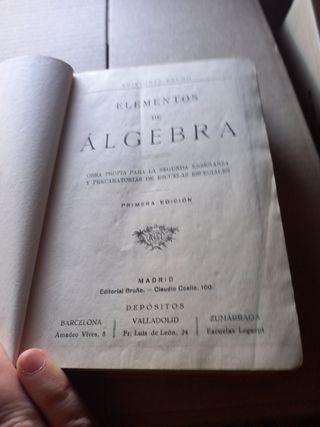 EDICIONES BRUÑO
ELEMENTOS
DE
ÁLGEBRA
OBRA PROPIA PARA LA SEGUNDA ENSEÑANZA
Y PREPARATORIAS DE ESCUELAS ESPECIALES
PRIMERA EDICIÓN
MADRID
Editorial Bruño. — Claudio Coello, 100.
DEPÓSITOS
BARCELONA
Amadeo Vives, 8
VALLADOLID
Fr. Luis de León, 24
ZUMÁRRAGA
Escuelas Legazpi